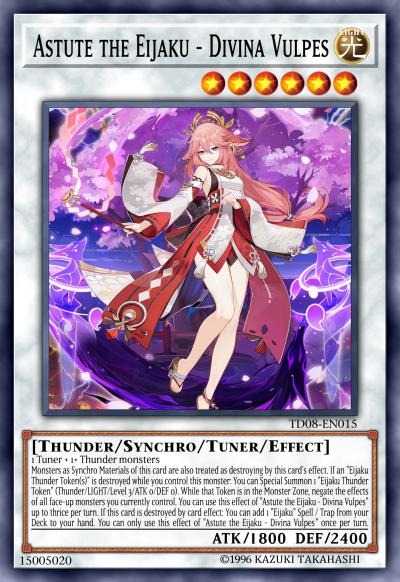 Astute the Eijaku - Divina Vulpes
LIGHT
光
TD08-EN015
[Thunder/Synchro/Tuner/Effect]
1 Tuner + 1+ Thunder monsters
Monsters as Synchro Materials of this card are also treated as destroying by this card's effect. If an "Eijaku
Thunder Token(s)" is destroyed while you control this monster: You can Special Summon 1 "Eijaku Thunder
Token" (Thunder/LIGHT/Level 3/ATK 0/DEF 0). While that Token is in the Monster Zone, negate the effects
of all face-up monsters you currently control. You can use this effect of "Astute the Eijaku - Divina Vulpes"
up to thrice per turn. If this card is destroyed by card effect: You can add 1 "Eijaku" Spell / Trap from your
Deck to your hand. You can only use this effect of "Astute the Eijaku - Divina Vulpes" once per turn.
ATK/1800 DEF/2400
15005020
©1996 KAZUKI TAKAHASHI